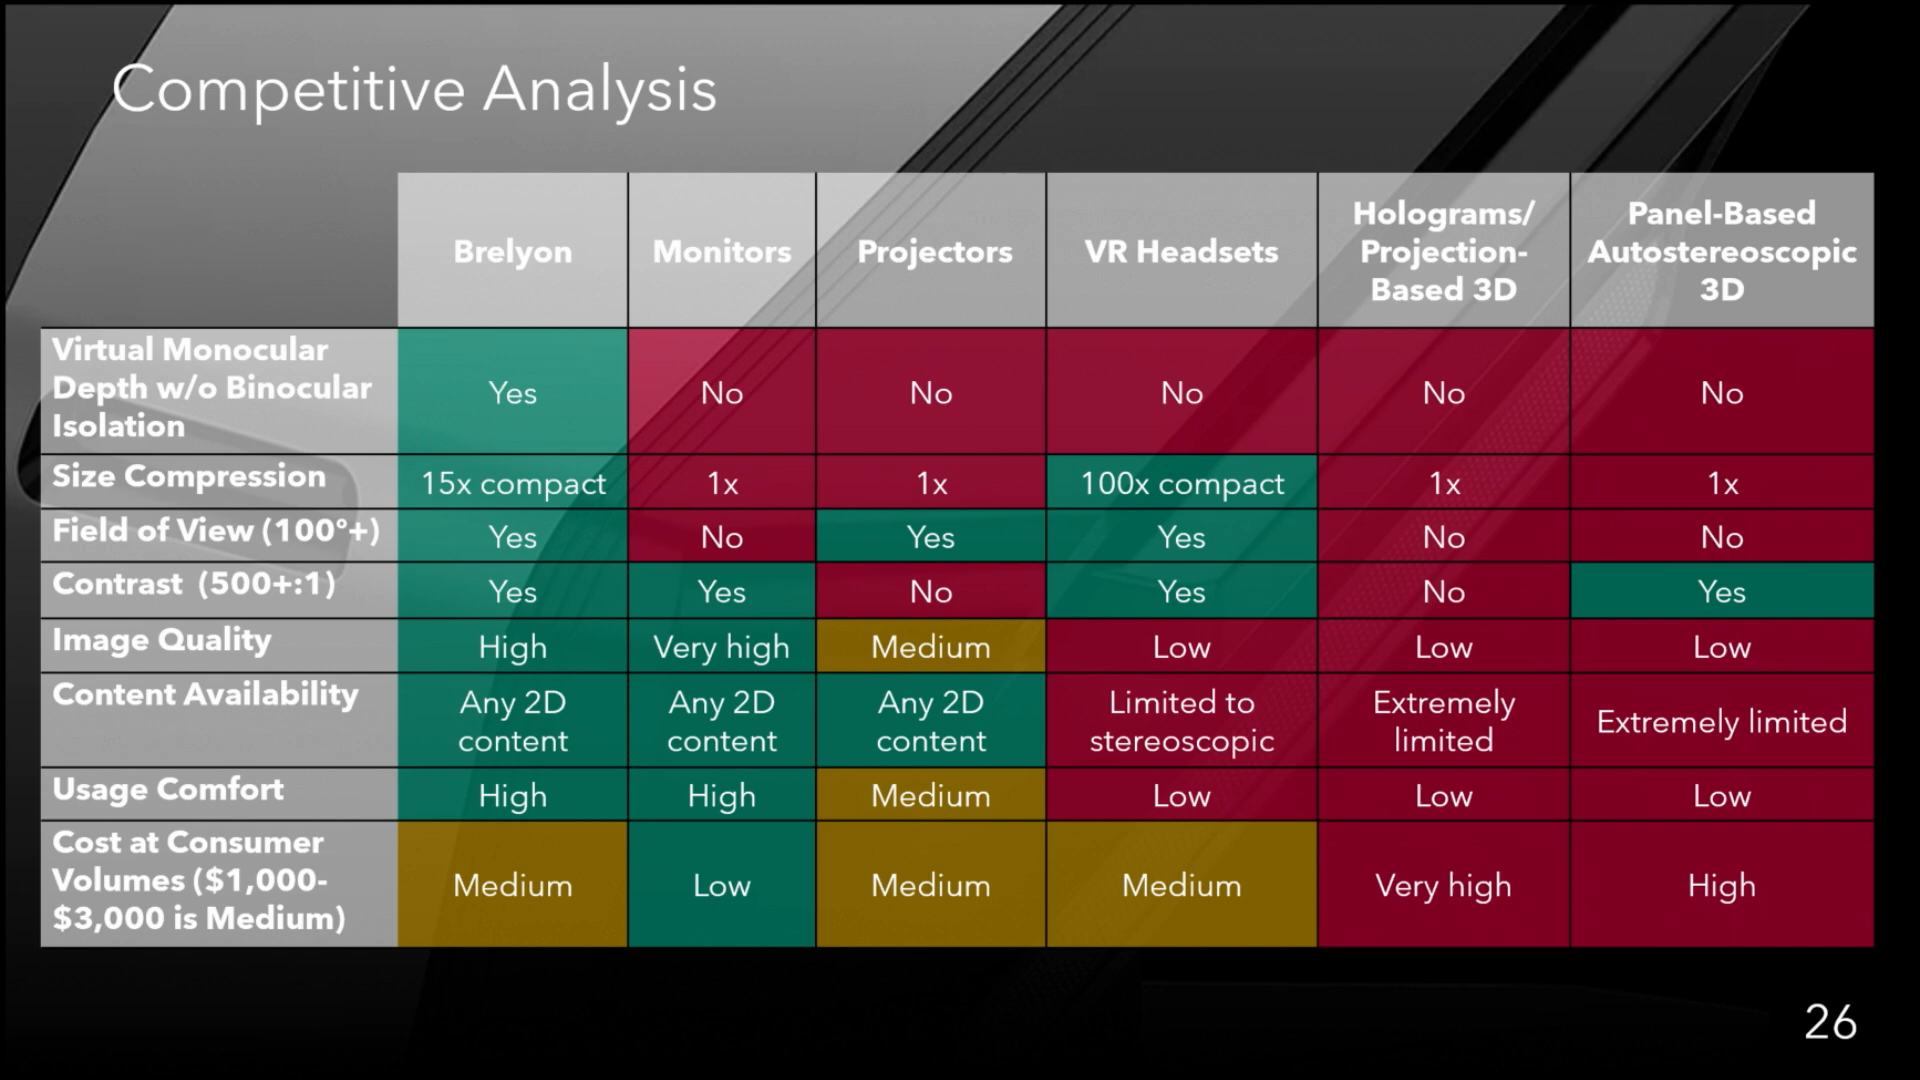 Competitive Analysis
Brelyon
Monitors
Projectors
VR Headsets
Holograms/
Projection-
Based 3D
Panel-Based
Autostereoscopic
3D
Virtual Monocular
Depth w/o Binocular
Isolation
Yes
No
No
No
No
No
Size Compression
15x compact
1x
1x
100x compact
1x
1x
Field of View (100°+)
Yes
No
Yes
Yes
No
No
Contrast (500+:1)
Yes
Yes
No
Yes
No
Yes
Image Quality
High
Very high
Medium
Low
Low
Low
Content Availability
Any 2D
content
Any 2D
content
Any 2D
content
Limited to
stereoscopic
Extremely
limited
Extremely limited
Usage Comfort
High
High
Medium
Low
Low
Low
Cost at Consumer
Volumes ($1,000-
$3,000 is Medium)
Medium
Low
Medium
Medium
Very high
High
26